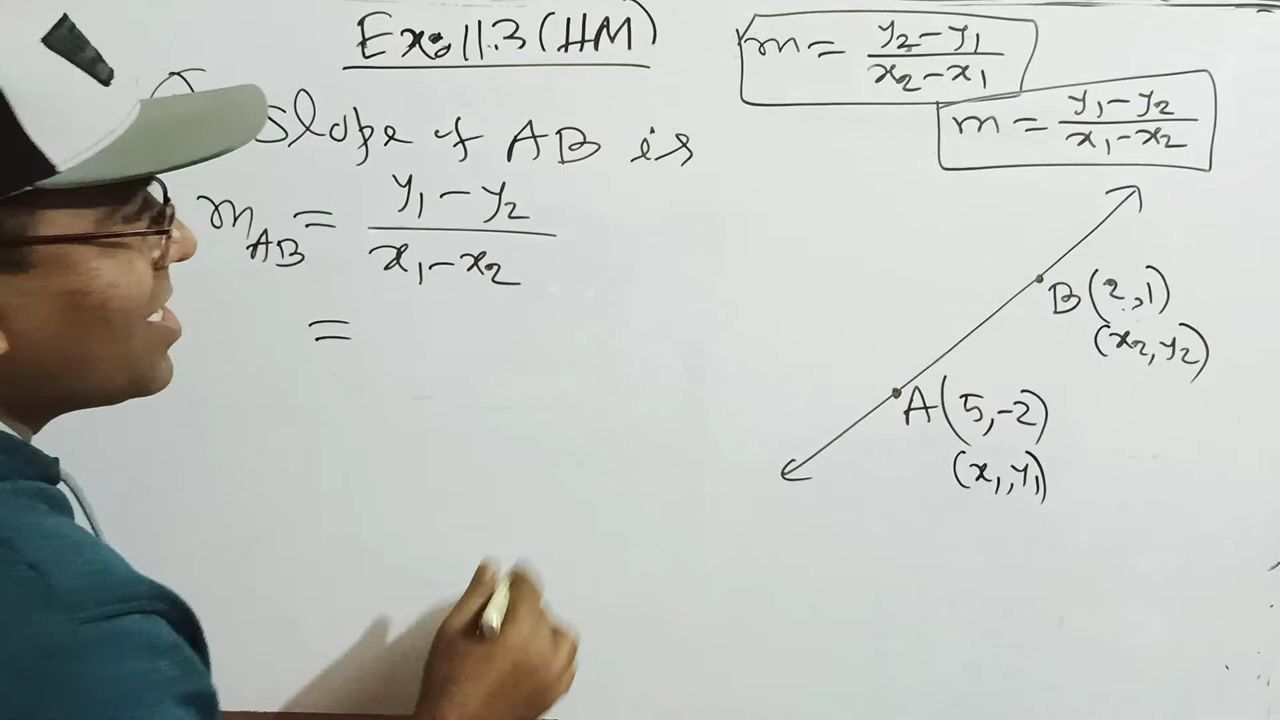 Ex: 11.3 (HM)
m = y₂-y₁ / x₂-x₁
m = y₁-y₂ / x₁-x₂
slope of AB is
m_AB = y₁-y₂ / x₁-x₂
=
B(2,1)
(x₂,y₂)
A(5,-2)
(x₁,y₁)